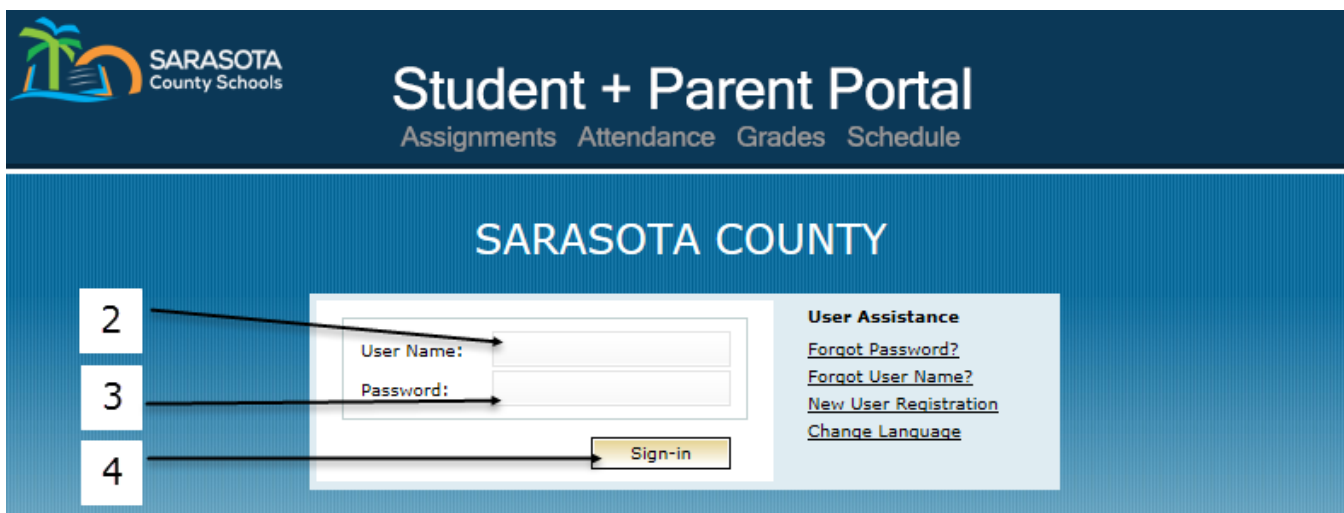 SARASOTA
County Schools
Student + Parent Portal
Assignments Attendance Grades Schedule
SARASOTA COUNTY
2
User Name:
3
Password:
4
Sign-in
User Assistance
Forgot Password?
Forgot User Name?
New User Registration
Change Language